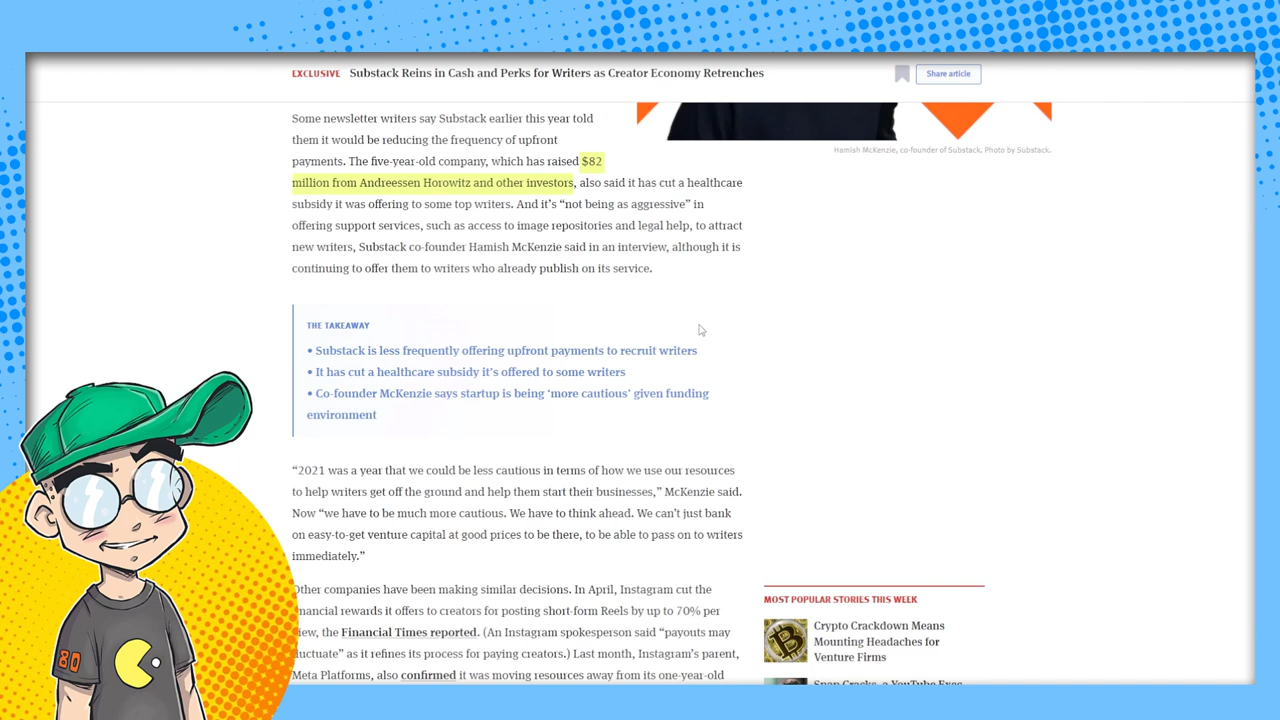 EXCLUSIVE Substack Reins in Cash and Perks for Writers as Creator Economy Retrenches
Share article
Some newsletter writers say Substack earlier this year told
them it would be reducing the frequency of upfront
payments. The five-year-old company, which has raised $82
million from Andreessen Horowitz and other investors, also said it has cut a healthcare
subsidy it was offering to some top writers. And it’s “not being as aggressive” in
offering support services, such as access to image repositories and legal help, to attract
new writers, Substack co-founder Hamish McKenzie said in an interview, although it is
continuing to offer them to writers who already publish on its service.
Hamish McKenzie, co-founder of Substack. Photo by Substack.
THE TAKEAWAY
• Substack is less frequently offering upfront payments to recruit writers
• It has cut a healthcare subsidy it’s offered to some writers
• Co-founder McKenzie says startup is being ‘more cautious’ given funding
environment
“2021 was a year that we could be less cautious in terms of how we use our resources
to help writers get off the ground and help them start their businesses,” McKenzie said.
Now “we have to be much more cautious. We have to think ahead. We can’t just bank
on easy-to-get venture capital at good prices to be there, to be able to pass on to writers
immediately.”
Other companies have been making similar decisions. In April, Instagram cut the
financial rewards it offers to creators for posting short-form Reels by up to 70% per
view, the Financial Times reported. (An Instagram spokesperson said “payouts may
fluctuate” as it refines its process for paying creators.) Last month, Instagram’s parent,
Meta Platforms, also confirmed it was moving resources away from its one-year-old
MOST POPULAR STORIES THIS WEEK
Crypto Crackdown Means
Mounting Headaches for
Venture Firms
Snap Cracks, a YouTube Exec
80